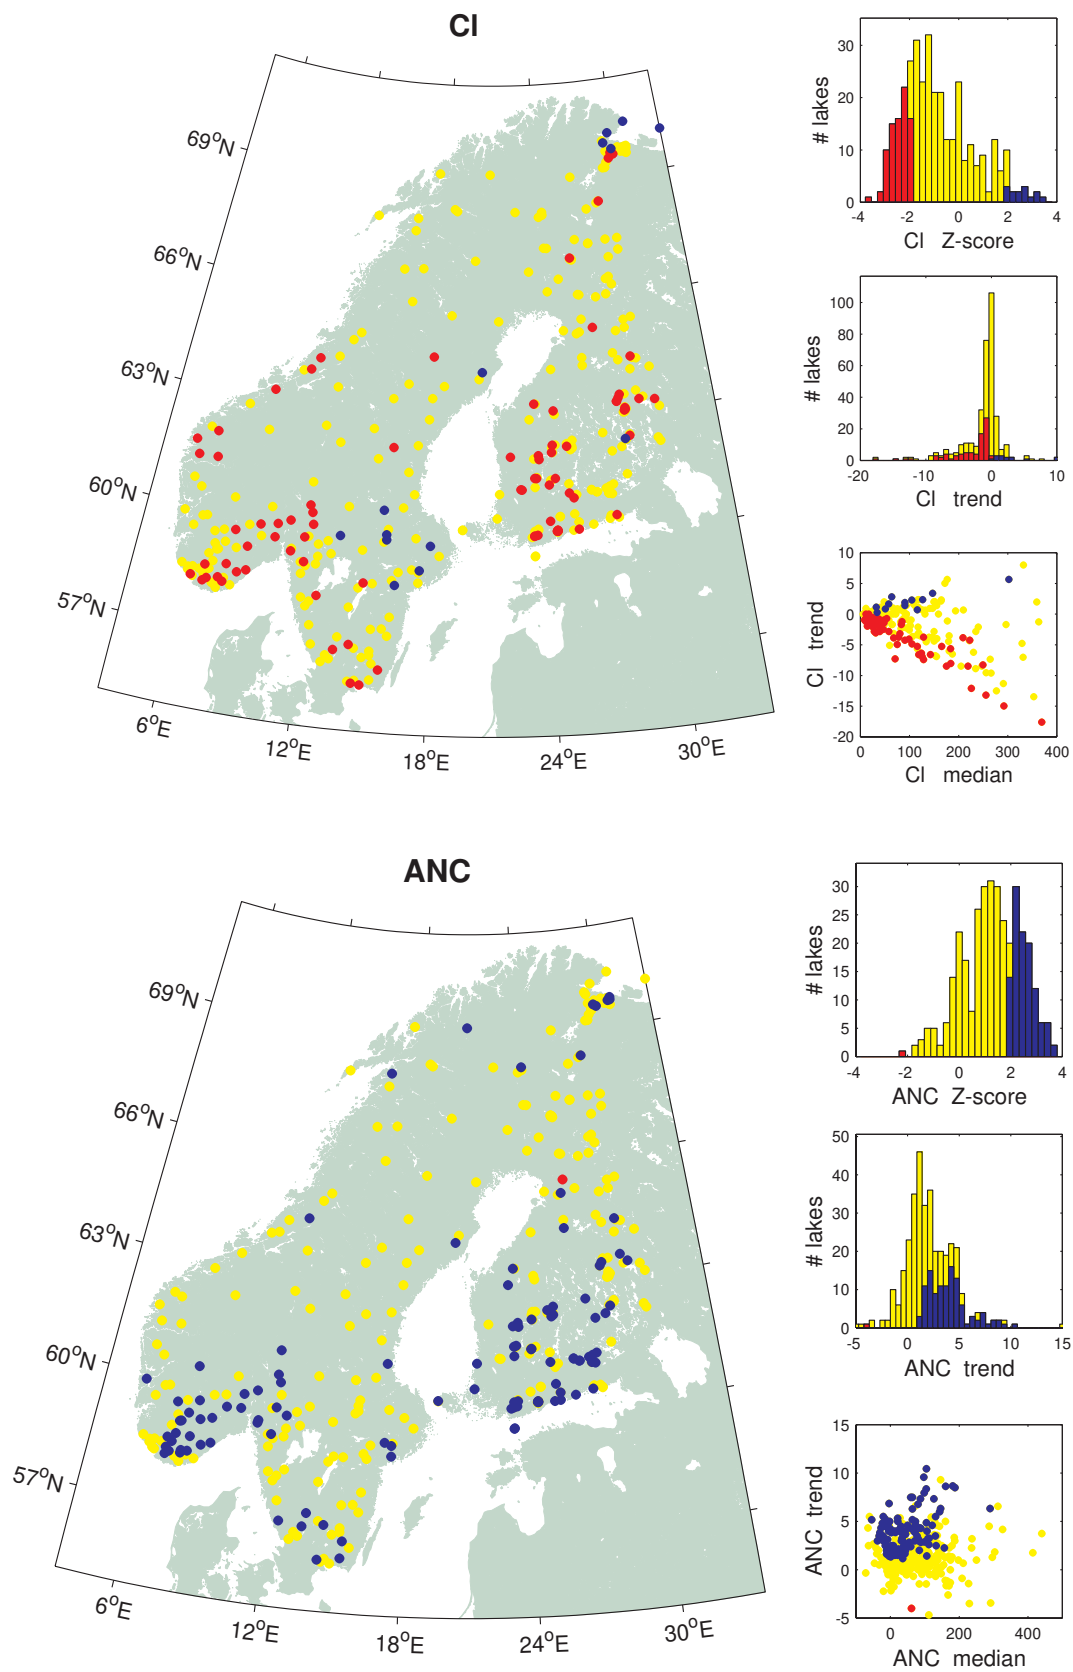 Cl
69°N
66°N
63°N
60°N
57°N
6°E
12°E
18°E
24°E
30°E
# lakes
30
20
10
0
-4
-2
0
2
4
Cl Z-score
# lakes
100
80
60
40
20
0
-20
-10
0
10
Cl trend
Cl trend
10
5
0
-5
-10
-15
-20
0
100
200
300
400
Cl median
ANC
69°N
66°N
63°N
60°N
57°N
6°E
12°E
18°E
24°E
30°E
# lakes
30
25
20
15
10
5
0
-4
-2
0
2
4
ANC Z-score
# lakes
50
40
30
20
10
0
-5
0
5
10
15
ANC trend
ANC trend
15
10
5
0
-5
0
200
400
ANC median